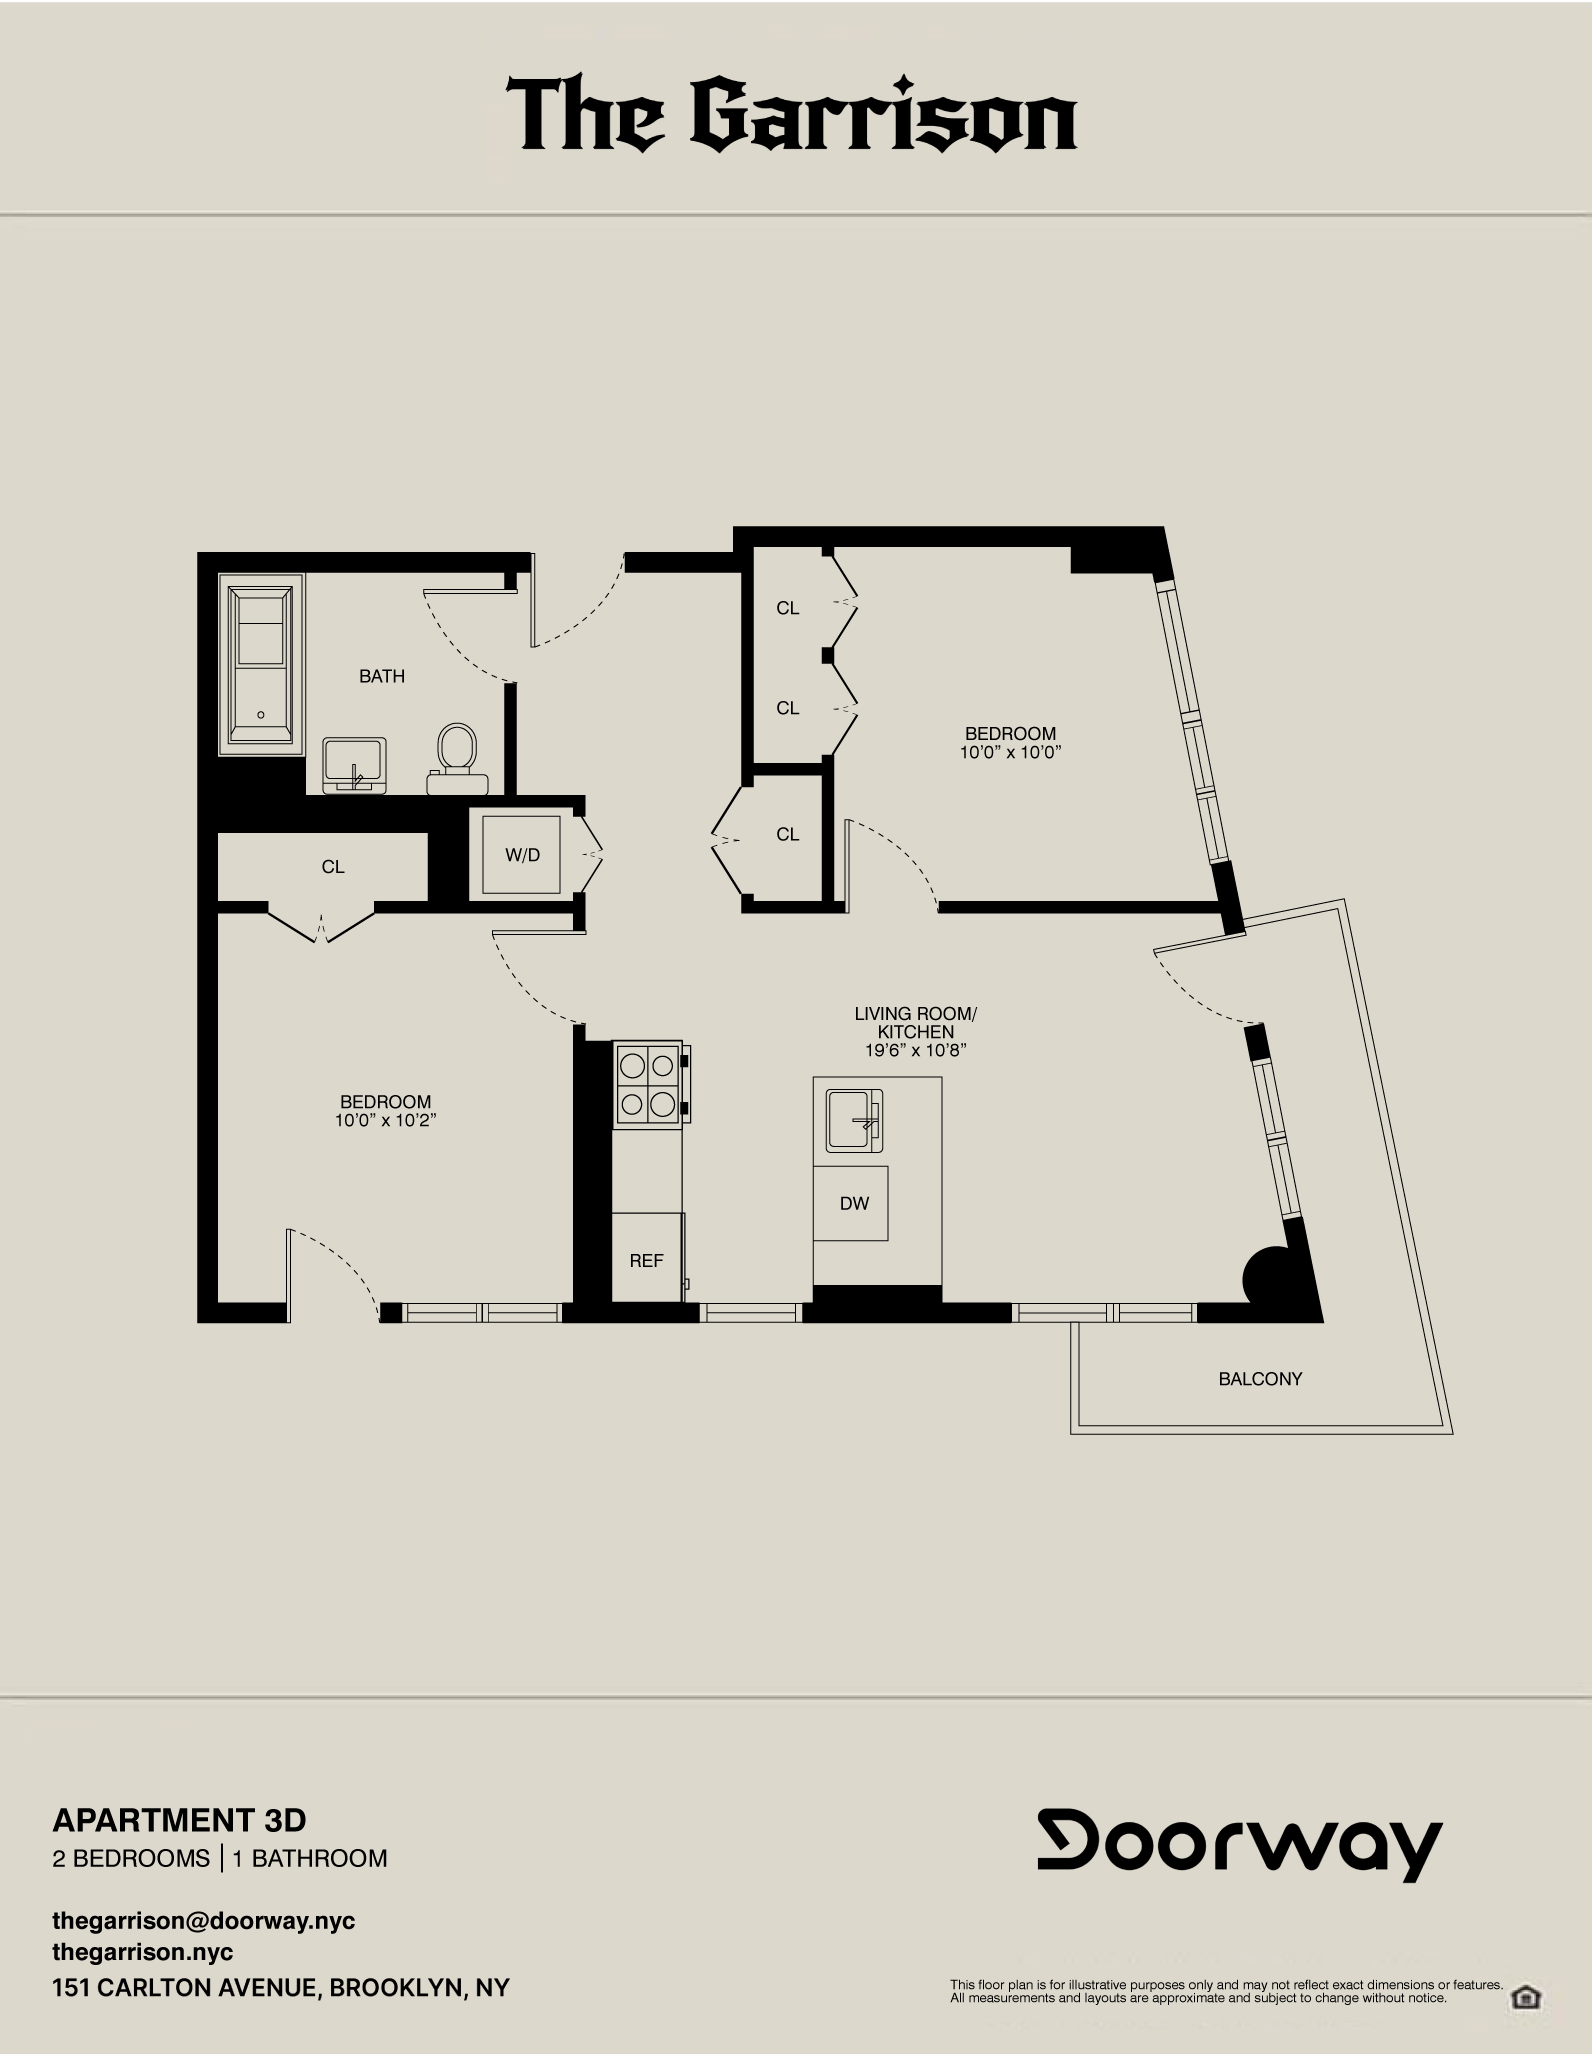 The Garrison
CL
BATH
CL
BEDROOM
10'0” x 10'0”
CL
W/D
CL
LIVING ROOM/
KITCHEN
19'6” x 10'8”
BEDROOM
10'0” x 10'2”
DW
REF
BALCONY
APARTMENT 3D
2 BEDROOMS | 1 BATHROOM
Doorway
thegarrison@doorway.nyc
thegarrison.nyc
151 CARLTON AVENUE, BROOKLYN, NY
This floor plan is for illustrative purposes only and may not reflect exact dimensions or features.
All measurements and layouts are approximate and subject to change without notice.